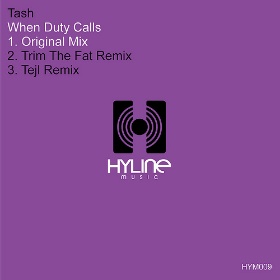 Tash
When Duty Calls
1. Original Mix
2. Trim The Fat Remix
3. Tejl Remix
HYLINE
music
HYM009